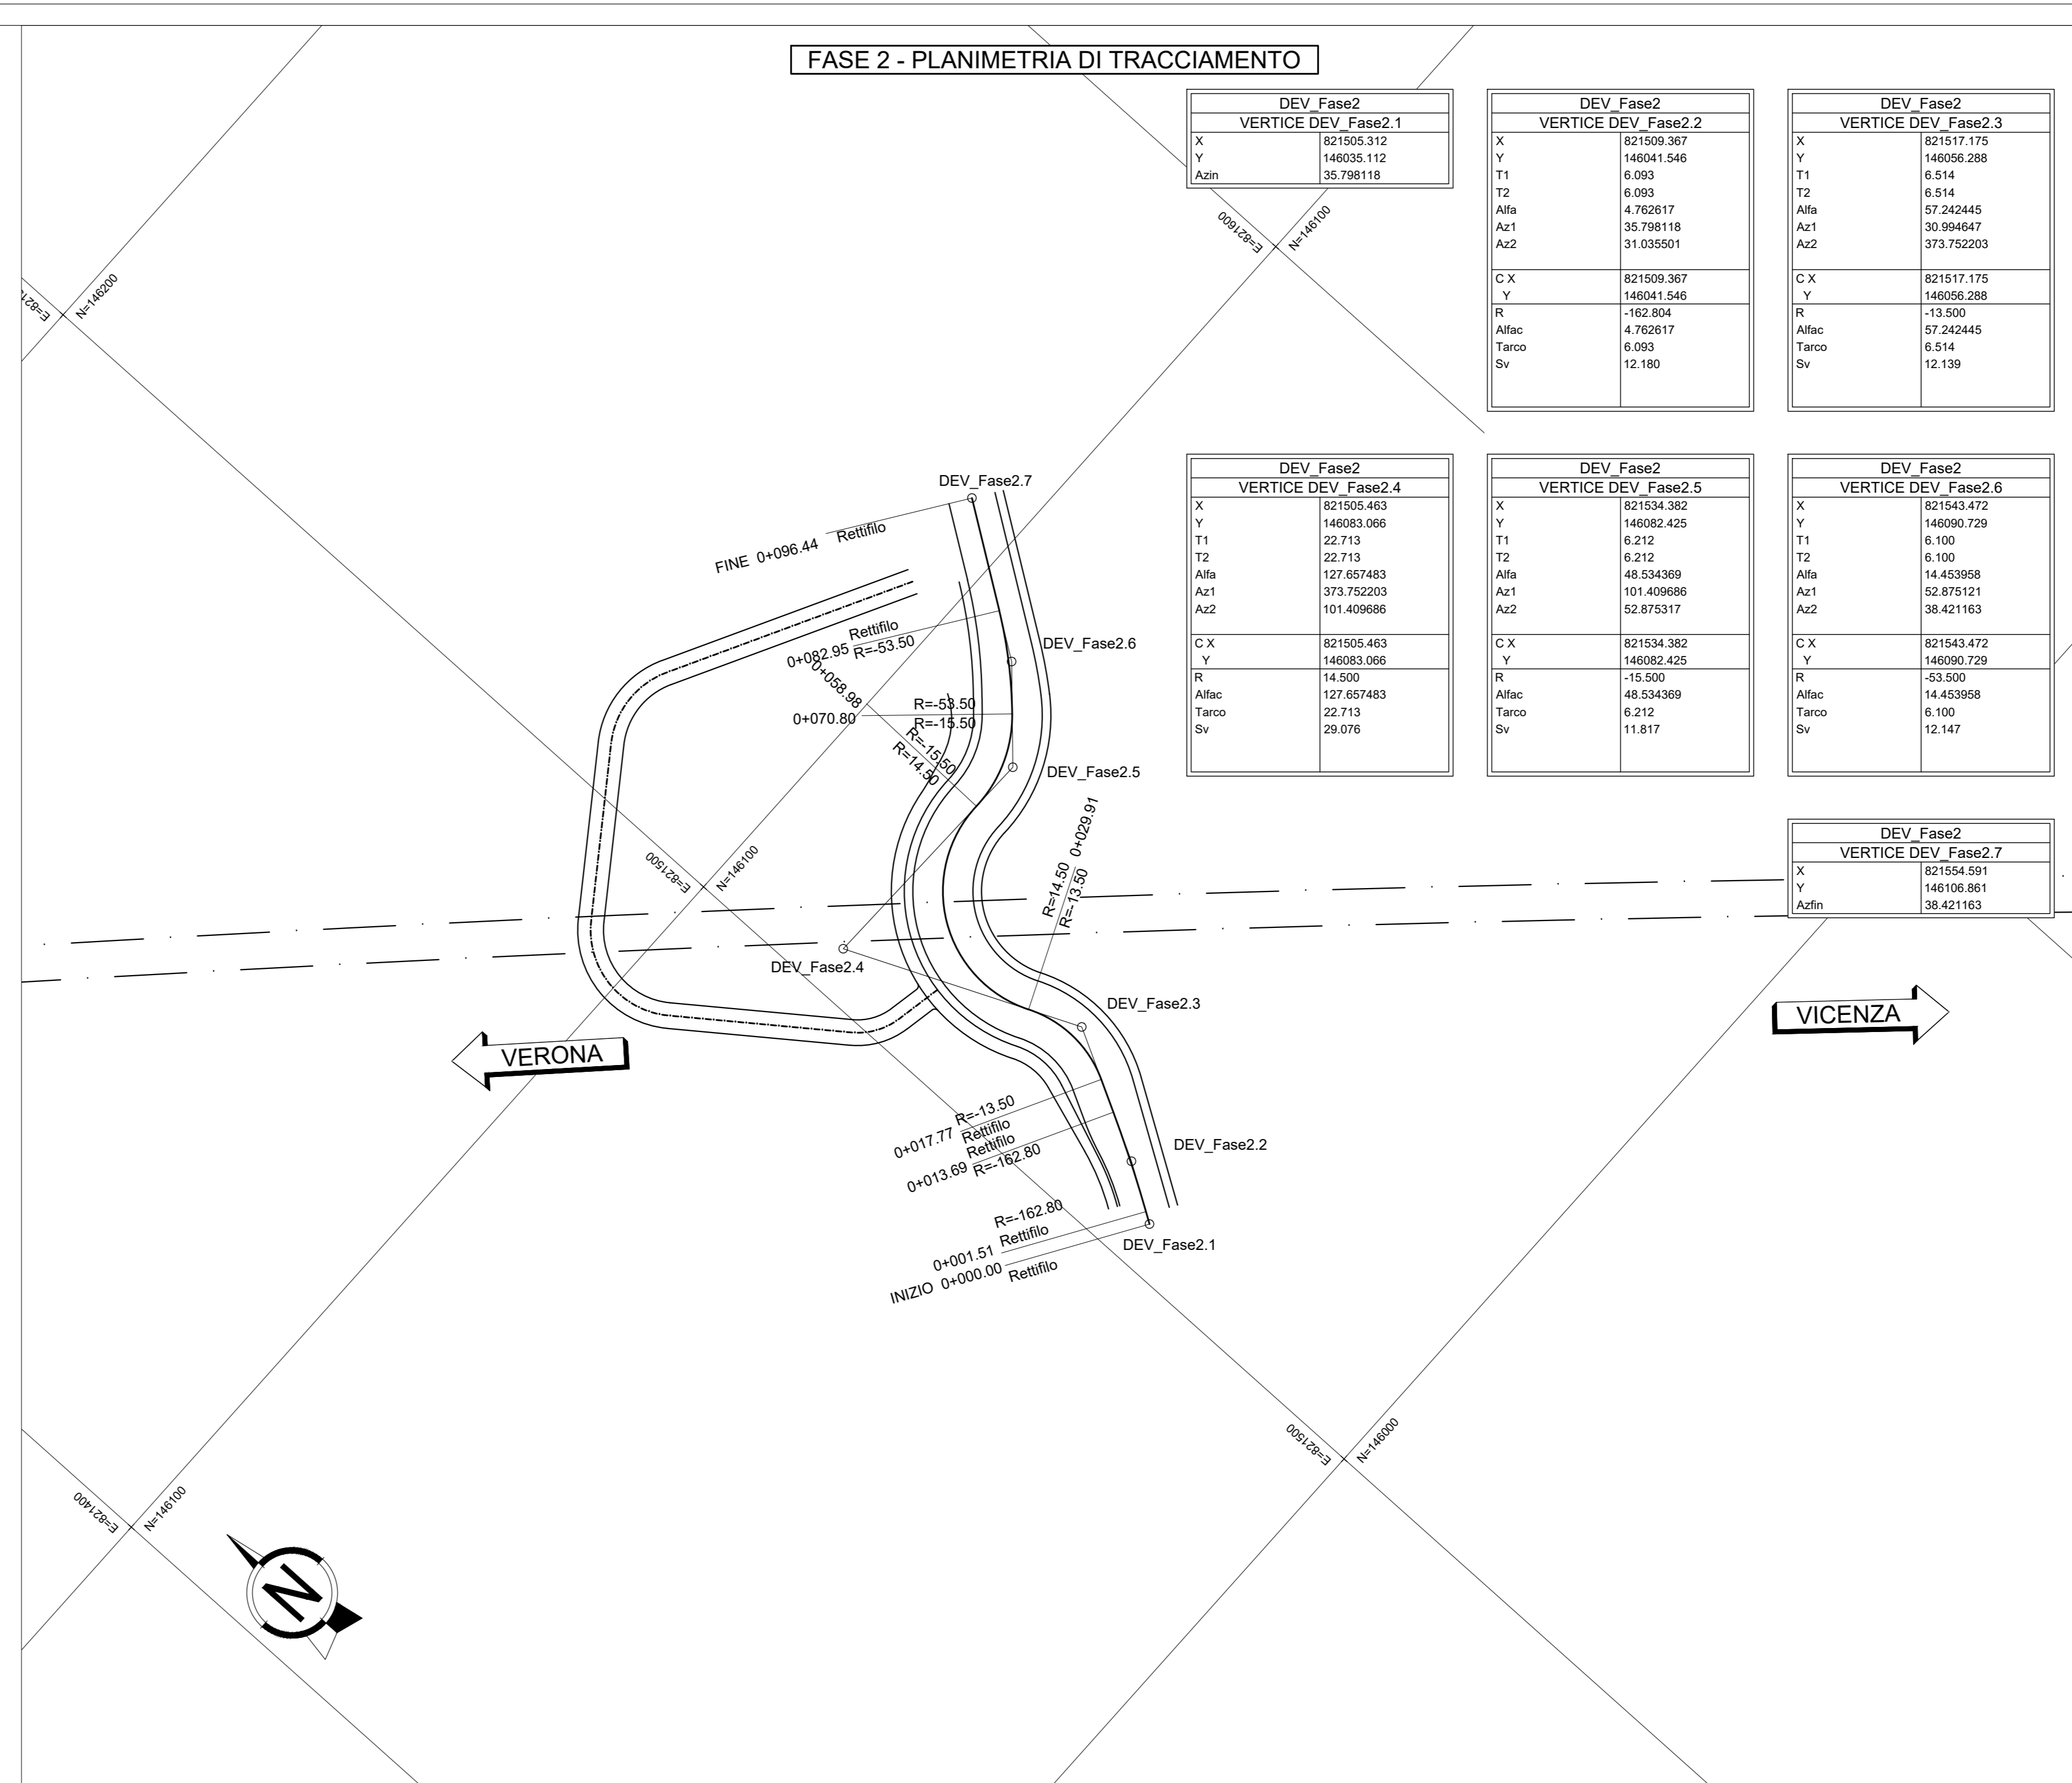 FASE 2 - PLANIMETRIA DI TRACCIAMENTO
DEV_Fase2
VERTICE DEV_Fase2.1
X 821505.312
Y 146035.112
Azin 35.798118
DEV_Fase2
VERTICE DEV_Fase2.2
X 821509.367
Y 146041.546
T1 6.093
T2 6.093
Alfa 4.762617
Az1 35.798118
Az2 31.035501
C X 821509.367
Y 146041.546
R -162.804
Alfac 4.762617
Tarco 6.093
Sv 12.180
DEV_Fase2
VERTICE DEV_Fase2.3
X 821517.175
Y 146056.288
T1 6.514
T2 6.514
Alfa 57.242445
Az1 30.994647
Az2 373.752203
C X 821517.175
Y 146056.288
R -13.500
Alfac 57.242445
Tarco 6.514
Sv 12.139
E=821600
N=146100
N=146200
DEV_Fase2
VERTICE DEV_Fase2.4
X 821505.463
Y 146083.066
T1 22.713
T2 22.713
Alfa 127.657483
Az1 373.752203
Az2 101.409686
C X 821505.463
Y 146083.066
R 14.500
Alfac 127.657483
Tarco 22.713
Sv 29.076
DEV_Fase2
VERTICE DEV_Fase2.5
X 821534.382
Y 146082.425
T1 6.212
T2 6.212
Alfa 48.534369
Az1 101.409686
Az2 52.875317
C X 821534.382
Y 146082.425
R -15.500
Alfac 48.534369
Tarco 6.212
Sv 11.817
DEV_Fase2
VERTICE DEV_Fase2.6
X 821543.472
Y 146090.729
T1 6.100
T2 6.100
Alfa 14.453958
Az1 52.875121
Az2 38.421163
C X 821543.472
Y 146090.729
R -53.500
Alfac 14.453958
Tarco 6.100
Sv 12.147
DEV_Fase2
VERTICE DEV_Fase2.7
X 821554.591
Y 146106.861
Azfin 38.421163
DEV_Fase2.7
FINE 0+096.44 Rettifilo
Rettifilo
0+082.95 R=-53.50
DEV_Fase2.6
0+058.98
R=-53.50
0+070.80
R=-15.50
R=-15.50
R=14.50
DEV_Fase2.5
E=821500
N=146100
R=14.50 0+029.91
R=-13.50
DEV_Fase2.4
DEV_Fase2.3
VERONA
VICENZA
R=-13.50
0+017.77 Rettifilo
Rettifilo
0+013.69 R=-162.80
DEV_Fase2.2
R=-162.80
0+001.51 Rettifilo
DEV_Fase2.1
INIZIO 0+000.00 Rettifilo
E=821500
N=146000
E=821400
N=146100
N